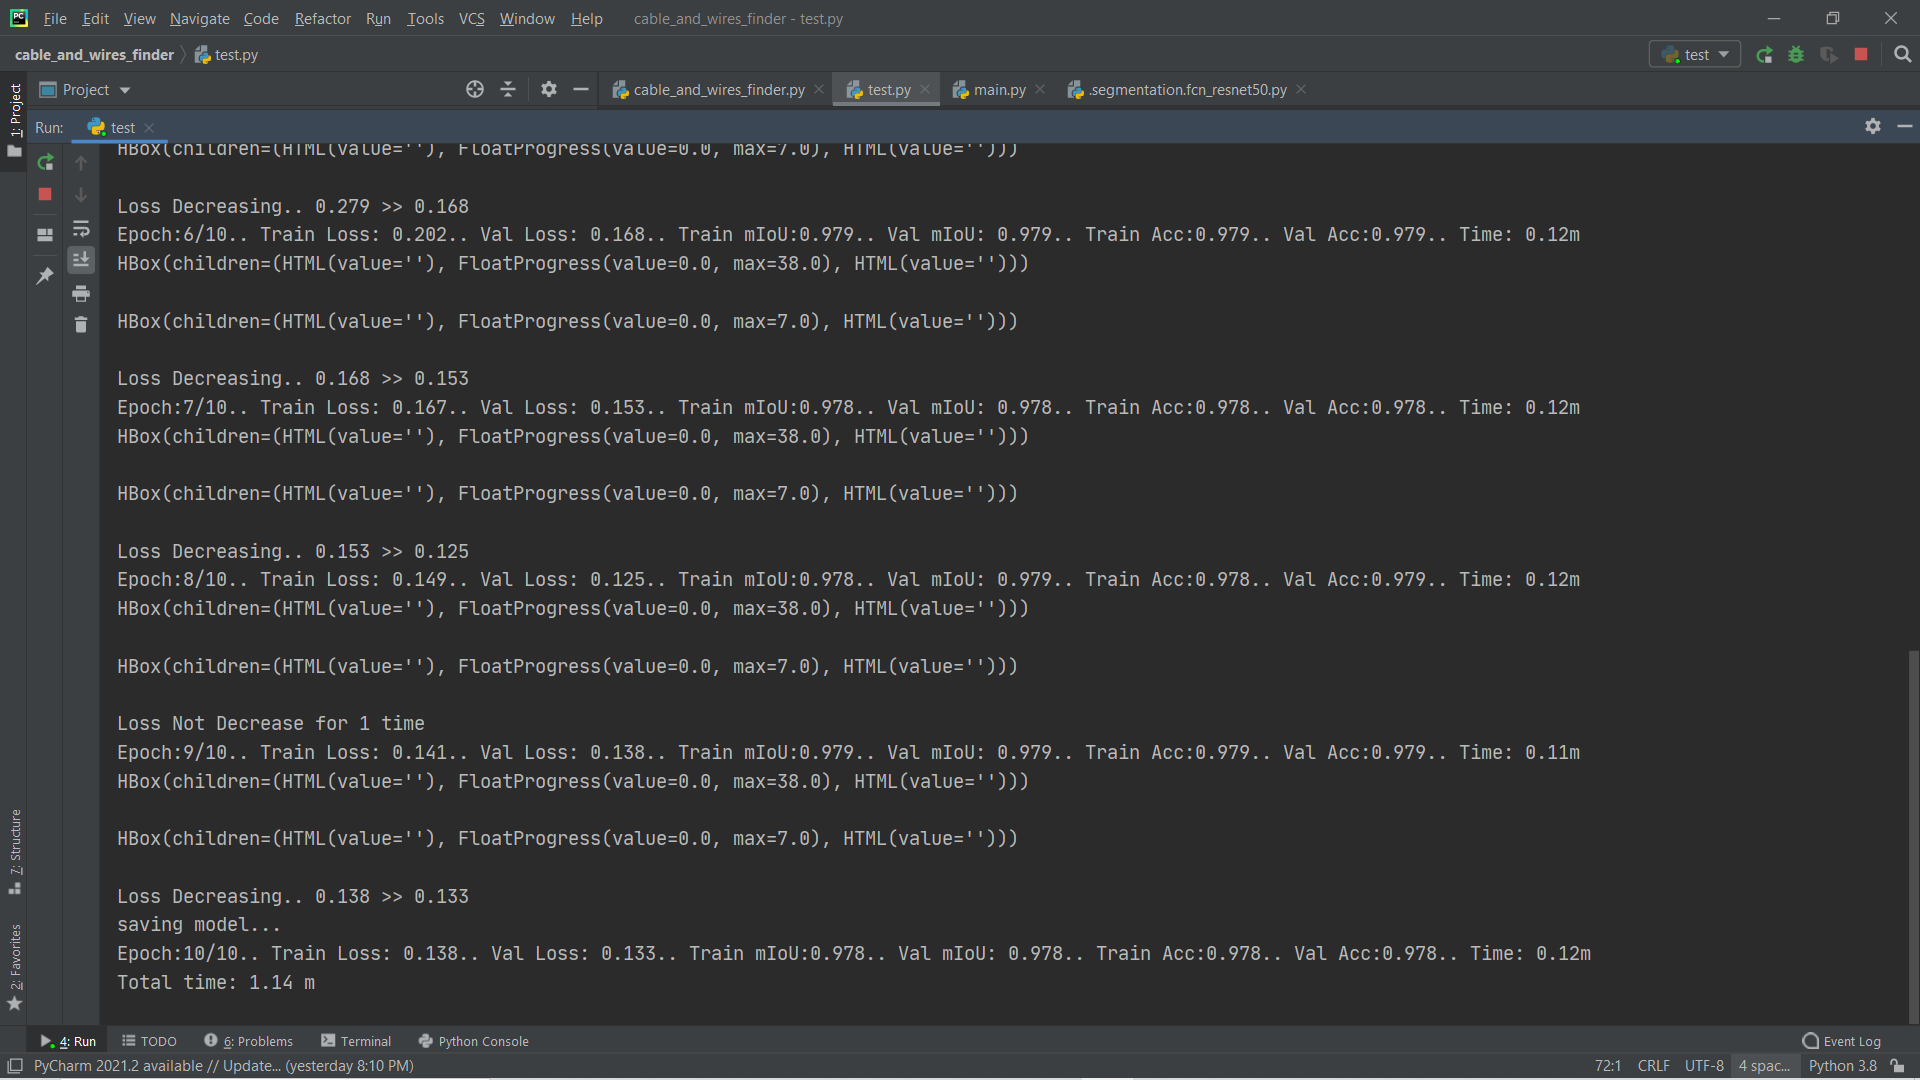 File Edit View Navigate Code Refactor Run Tools VCS Window Help cable_and_wires_finder - test.py
cable_and_wires_finder test.py test
Project cable_and_wires_finder.py test.py main.py .segmentation.fcn_resnet50.py
1: Project
Run: test
HBox(children=(HTML(value=''), FloatProgress(value=0.0, max=7.0), HTML(value='')))
Loss Decreasing.. 0.279 >> 0.168
Epoch:6/10.. Train Loss: 0.202.. Val Loss: 0.168.. Train mIoU:0.979.. Val mIoU: 0.979.. Train Acc:0.979.. Val Acc:0.979.. Time: 0.12m
HBox(children=(HTML(value=''), FloatProgress(value=0.0, max=38.0), HTML(value='')))
HBox(children=(HTML(value=''), FloatProgress(value=0.0, max=7.0), HTML(value='')))
Loss Decreasing.. 0.168 >> 0.153
Epoch:7/10.. Train Loss: 0.167.. Val Loss: 0.153.. Train mIoU:0.978.. Val mIoU: 0.978.. Train Acc:0.978.. Val Acc:0.978.. Time: 0.12m
HBox(children=(HTML(value=''), FloatProgress(value=0.0, max=38.0), HTML(value='')))
HBox(children=(HTML(value=''), FloatProgress(value=0.0, max=7.0), HTML(value='')))
Loss Decreasing.. 0.153 >> 0.125
Epoch:8/10.. Train Loss: 0.149.. Val Loss: 0.125.. Train mIoU:0.978.. Val mIoU: 0.979.. Train Acc:0.978.. Val Acc:0.979.. Time: 0.12m
HBox(children=(HTML(value=''), FloatProgress(value=0.0, max=38.0), HTML(value='')))
HBox(children=(HTML(value=''), FloatProgress(value=0.0, max=7.0), HTML(value='')))
Loss Not Decrease for 1 time
Epoch:9/10.. Train Loss: 0.141.. Val Loss: 0.138.. Train mIoU:0.979.. Val mIoU: 0.979.. Train Acc:0.979.. Val Acc:0.979.. Time: 0.11m
HBox(children=(HTML(value=''), FloatProgress(value=0.0, max=38.0), HTML(value='')))
HBox(children=(HTML(value=''), FloatProgress(value=0.0, max=7.0), HTML(value='')))
Loss Decreasing.. 0.138 >> 0.133
saving model...
Epoch:10/10.. Train Loss: 0.138.. Val Loss: 0.133.. Train mIoU:0.978.. Val mIoU: 0.978.. Train Acc:0.978.. Val Acc:0.978.. Time: 0.12m
Total time: 1.14 m
7: Structure
2: Favorites
4: Run TODO 6: Problems Terminal Python Console Event Log
PyCharm 2021.2 available // Update... (yesterday 8:10 PM) 72:1 CRLF UTF-8 4 spac... Python 3.8